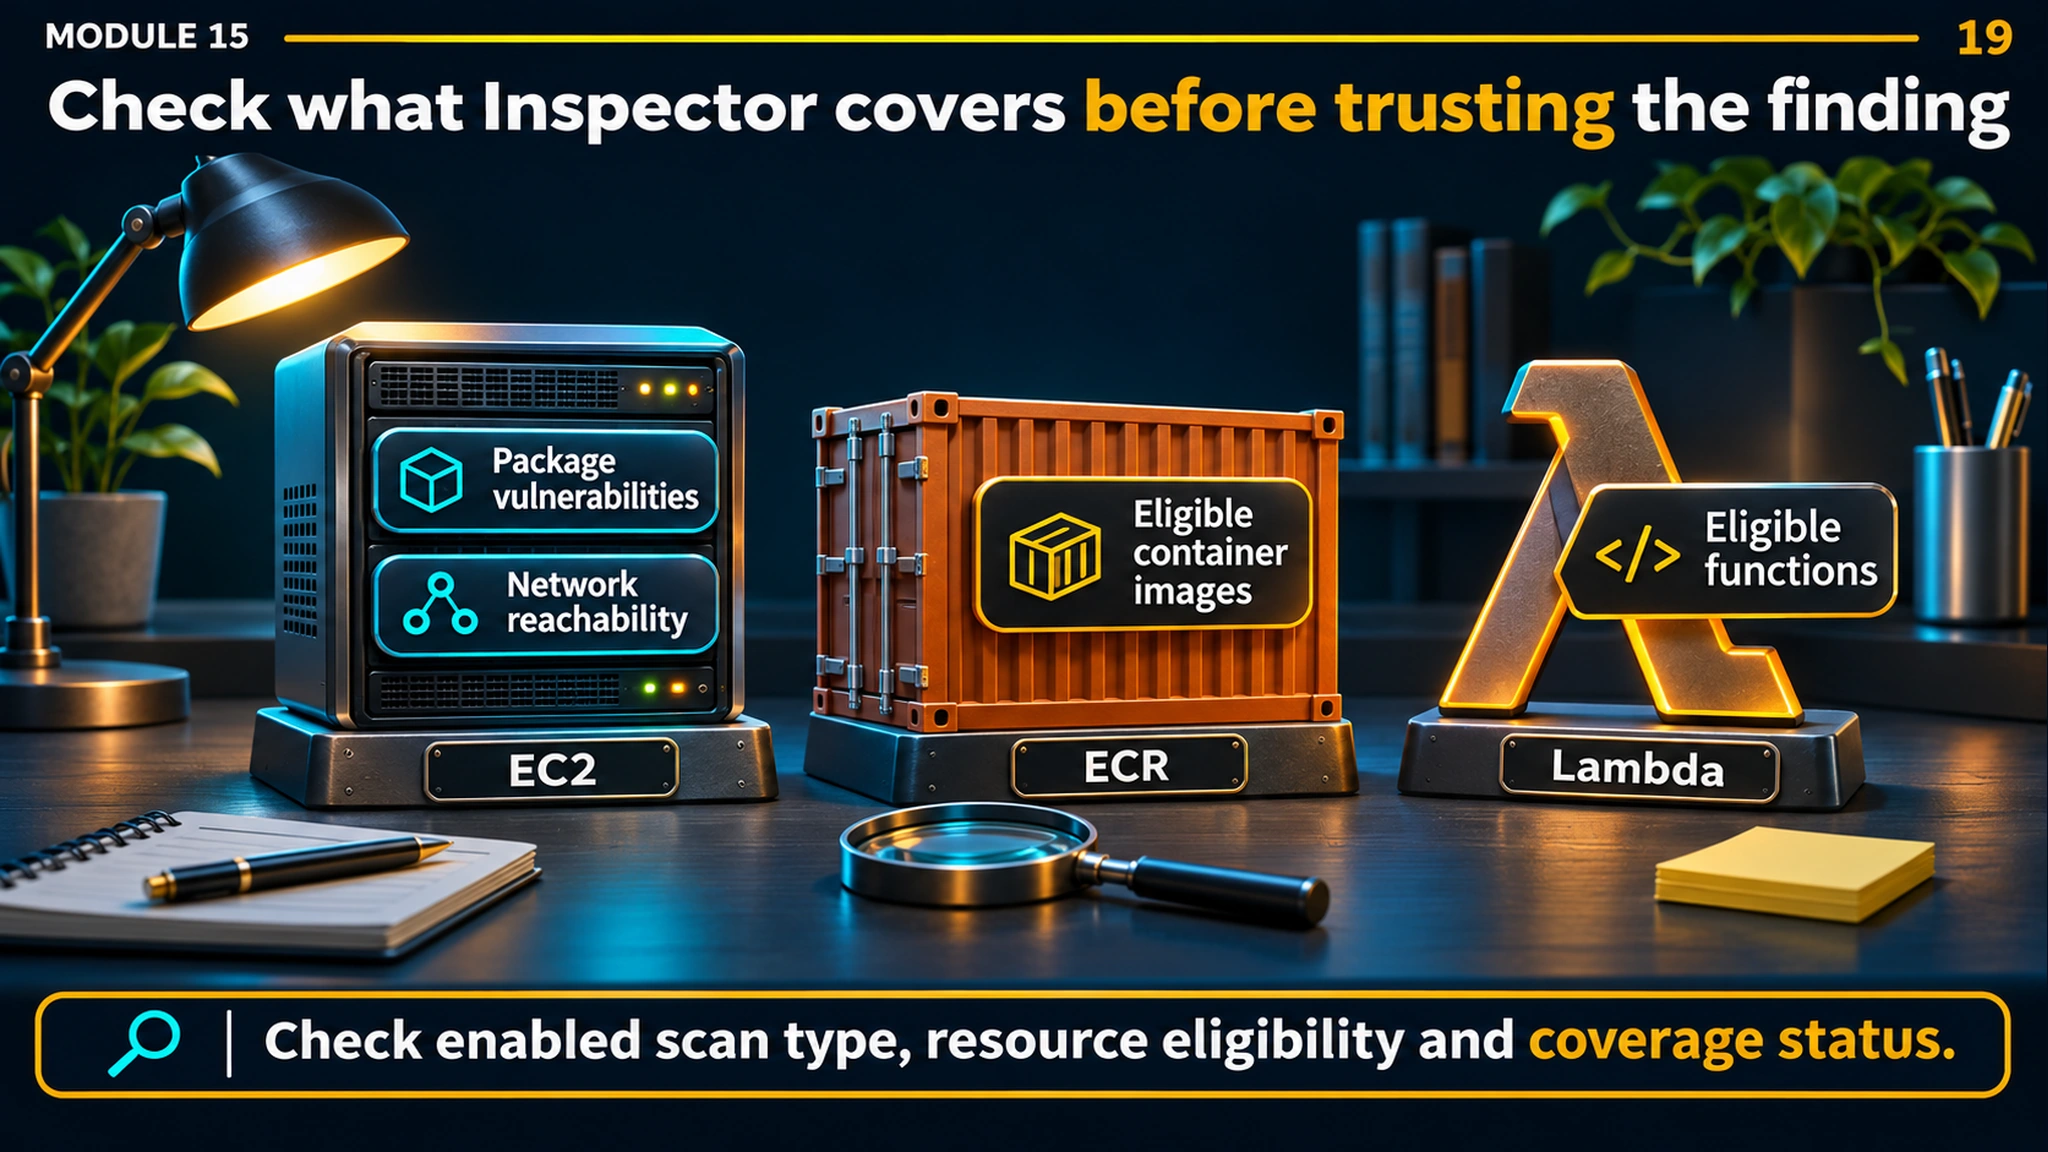 MODULE 15
19
Check what Inspector covers before trusting the finding
Package
vulnerabilities
Network
reachability
EC2
Eligible
container
images
ECR
Eligible
functions
Lambda
Check enabled scan type, resource eligibility and coverage status.